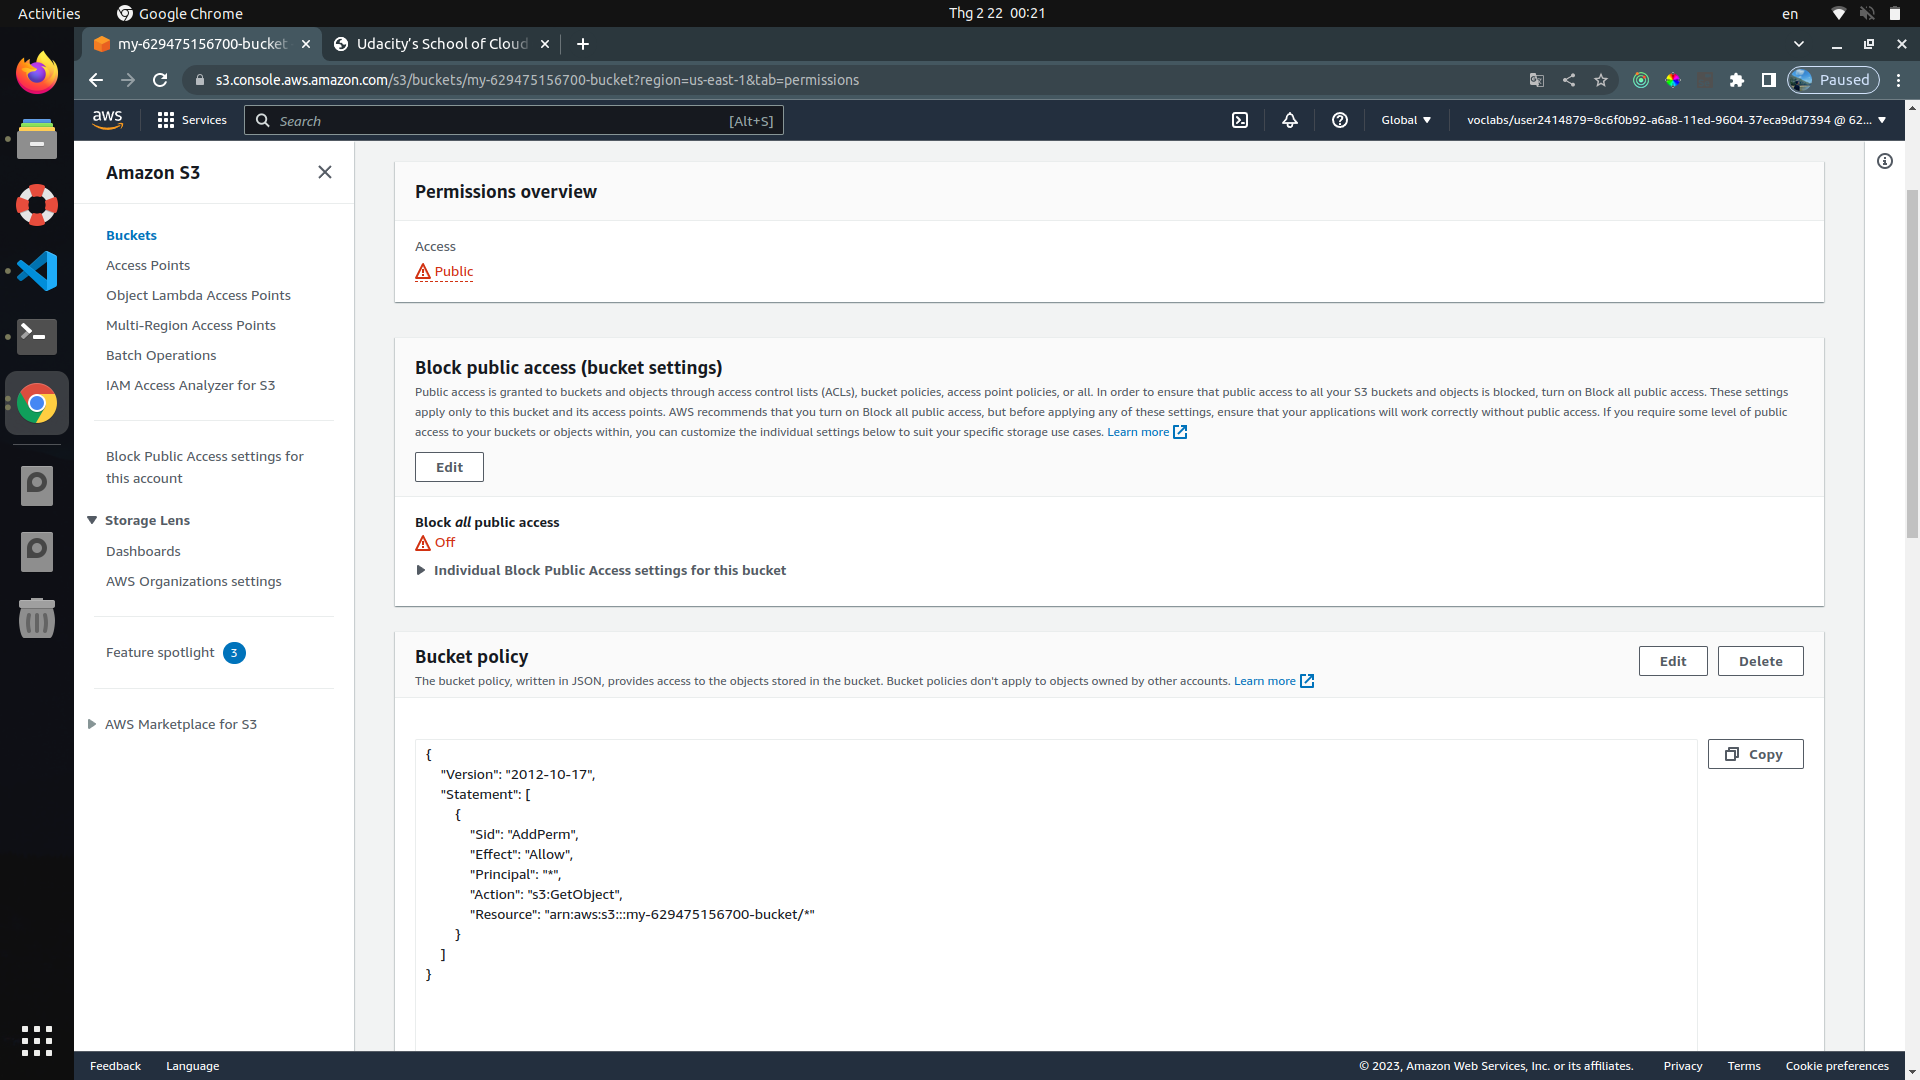 Activities
Google Chrome
Thg 2 22 00:21
en
my-629475156700-bucket
Udacity's School of Cloud
s3.console.aws.amazon.com/s3/buckets/my-629475156700-bucket?region=us-east-1&tab=permissions
Paused
aws
Services
Search
[Alt+S]
Global
voclabs/user2414879=8c6f0b92-a6a8-11ed-9604-37eca9dd7394 @ 62...
Amazon S3
Buckets
Access Points
Object Lambda Access Points
Multi-Region Access Points
Batch Operations
IAM Access Analyzer for S3
Block Public Access settings for
this account
Storage Lens
Dashboards
AWS Organizations settings
Feature spotlight 3
AWS Marketplace for S3
Permissions overview
Access
Public
Block public access (bucket settings)
Public access is granted to buckets and objects through access control lists (ACLs), bucket policies, access point policies, or all. In order to ensure that public access to all your S3 buckets and objects is blocked, turn on Block all public access. These settings
apply only to this bucket and its access points. AWS recommends that you turn on Block all public access, but before applying any of these settings, ensure that your applications will work correctly without public access. If you require some level of public
access to your buckets or objects within, you can customize the individual settings below to suit your specific storage use cases. Learn more
Edit
Block all public access
Off
Individual Block Public Access settings for this bucket
Bucket policy
The bucket policy, written in JSON, provides access to the objects stored in the bucket. Bucket policies don't apply to objects owned by other accounts. Learn more
Edit
Delete
Copy
{
"Version": "2012-10-17",
"Statement": [
{
"Sid": "AddPerm",
"Effect": "Allow",
"Principal": "*",
"Action": "s3:GetObject",
"Resource": "arn:aws:s3:::my-629475156700-bucket/*"
}
]
}
Feedback
Language
© 2023, Amazon Web Services, Inc. or its affiliates.
Privacy
Terms
Cookie preferences